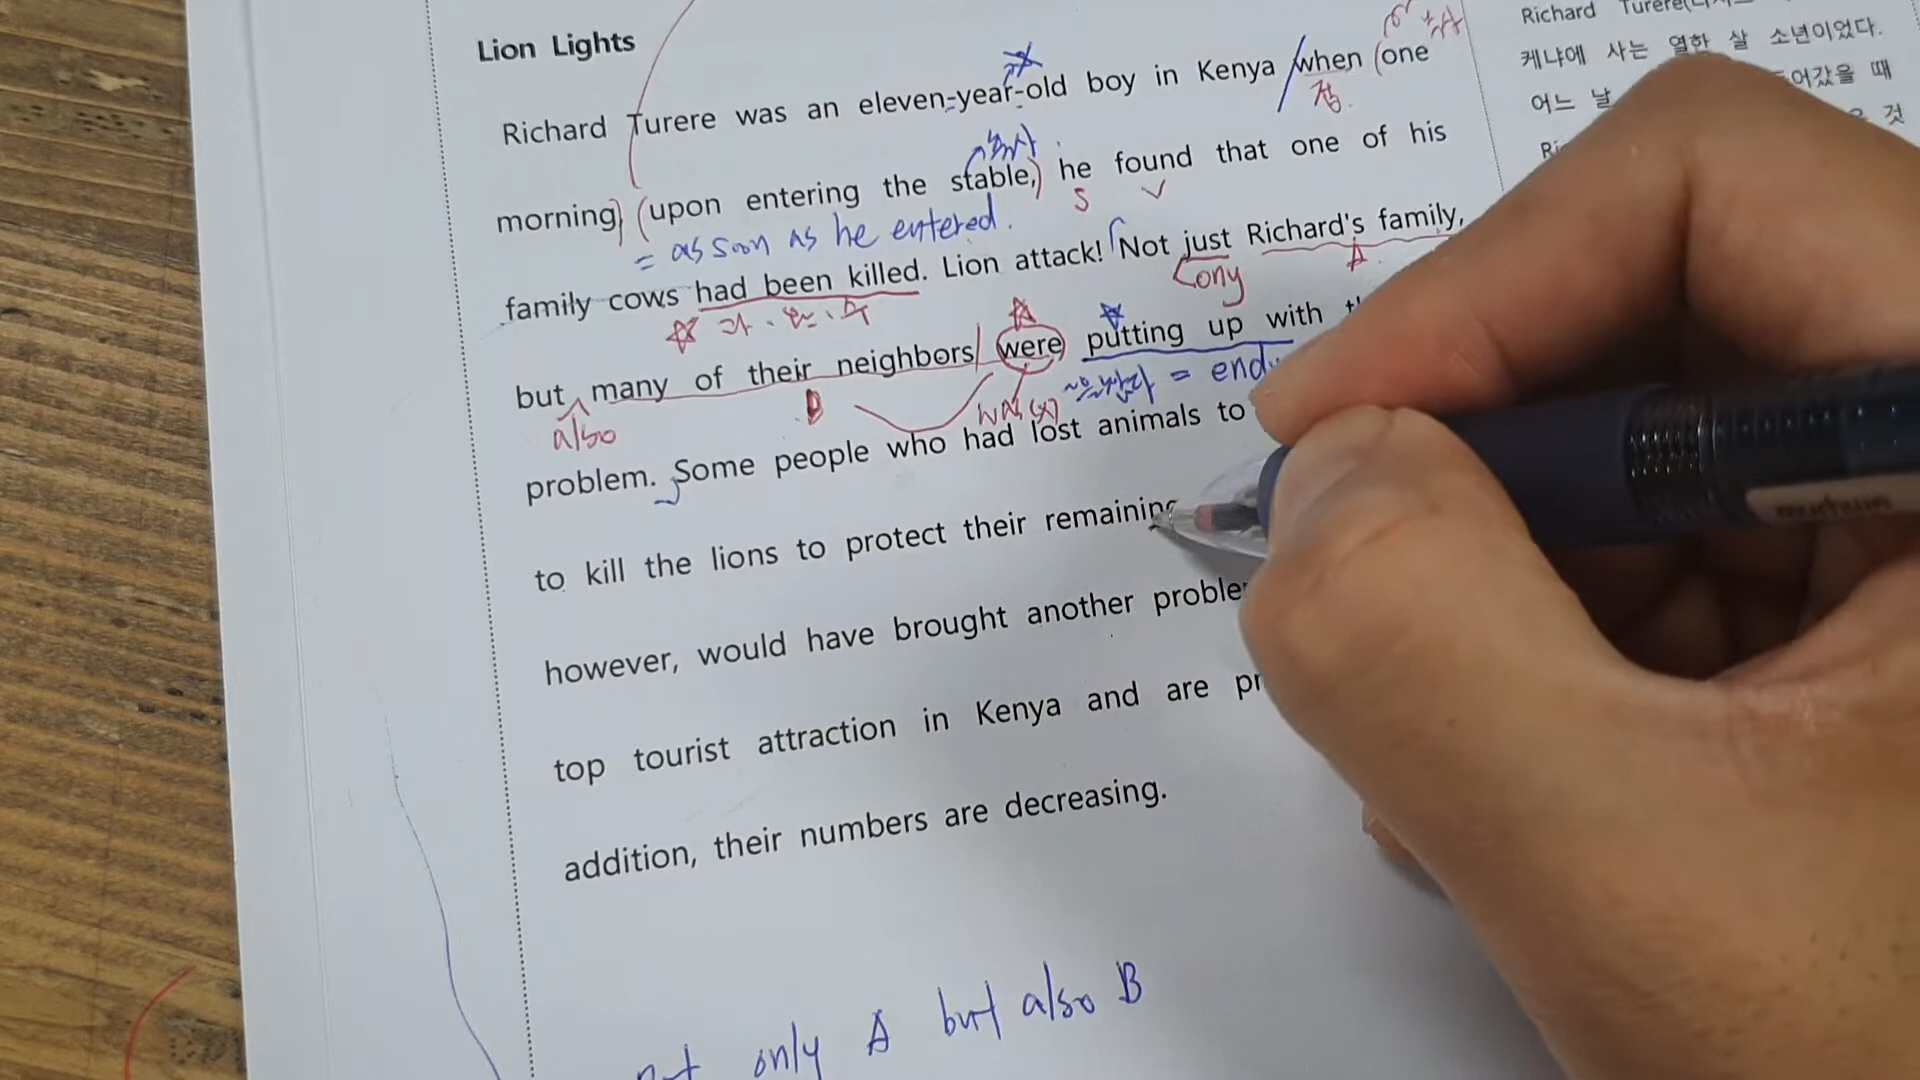 Lion Lights
Richard Turere was an eleven-year-old boy in Kenya when (one
접.
morning) (upon entering the stable,) he found that one of his
S V
= as soon as he entered.
family cows had been killed. Lion attack! Not just Richard's family,
A.
but many of their neighbors were putting up with
also
B
was (x)
=
problem. Some people who had lost animals to
to kill the lions to protect their remaining
however, would have brought another
top tourist attraction in Kenya and are
addition, their numbers are decreasing.
only A but also B
Richard
케냐에 사는 열한 살 소년이었다.
어느 날
때
것